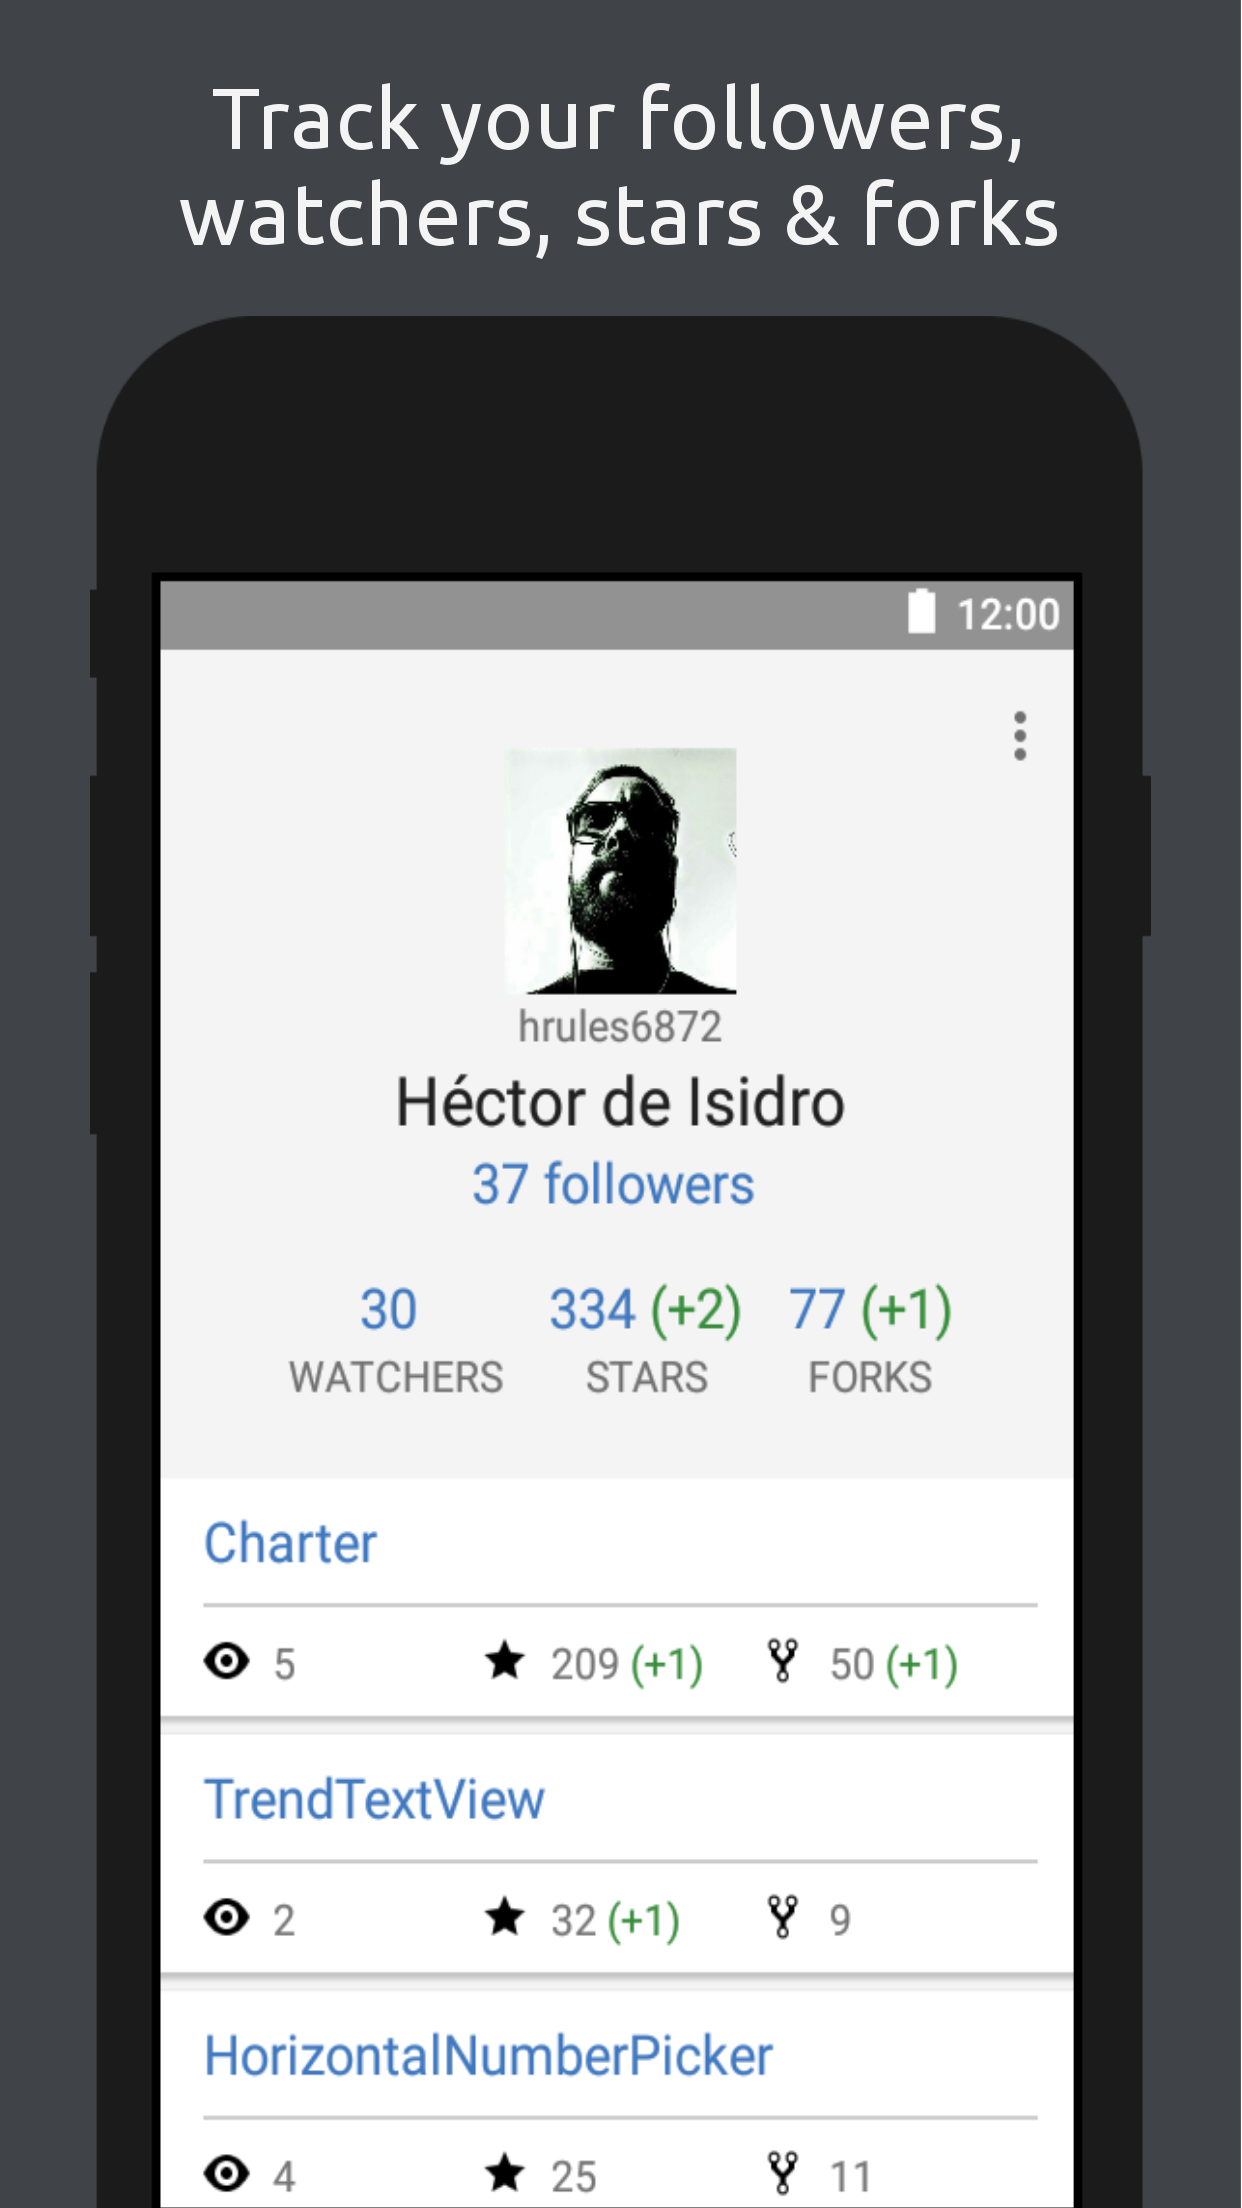 Track your followers,
watchers, stars & forks
12:00
hrules6872
Héctor de Isidro
37 followers
30 334 (+2) 77 (+1)
WATCHERS STARS FORKS
Charter
5 209 (+1) 50 (+1)
TrendTextView
2 32 (+1) 9
HorizontalNumberPicker
4 25 11